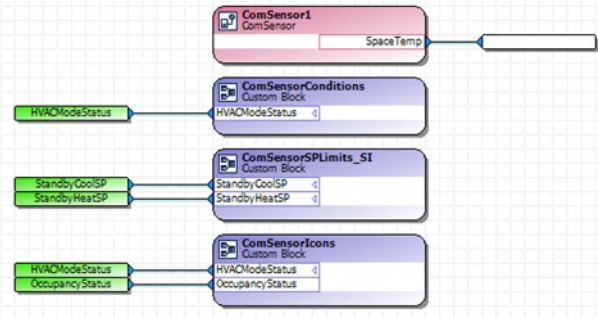 ComSensor1
ComSensor
SpaceTemp
ComSensorConditions
Custom Block
HVACModeStatus
HVACModeStatus
ComSensorSPLimits_SI
Custom Block
StandbyCoolSP
StandbyCoolSP
StandbyHeatSP
StandbyHeatSP
ComSensorIcons
Custom Block
HVACModeStatus
HVACModeStatus
OccupancyStatus
OccupancyStatus